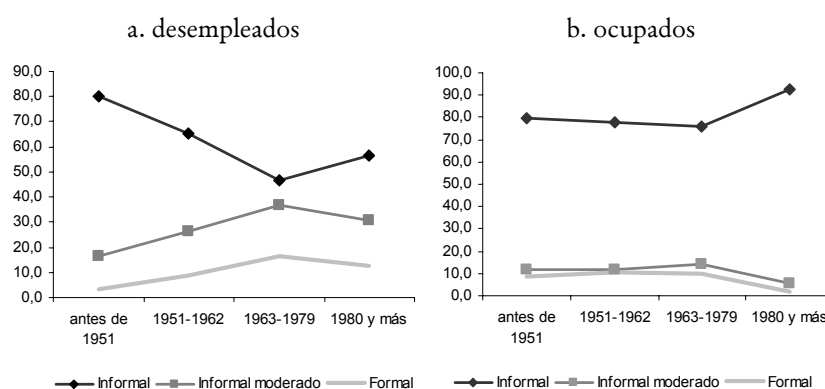 a. desempleados
90,0
80,0
70,0
60,0
50,0
40,0
30,0
20,0
10,0
0,0
antes de
1951
1951-1962
1963-1979
1980 y más
Informal
Informal moderado
Formal
b. ocupados
100,0
90,0
80,0
70,0
60,0
50,0
40,0
30,0
20,0
10,0
0,0
antes de
1951
1951-1962
1963-1979
1980 y más
Informal
Informal moderado
Formal